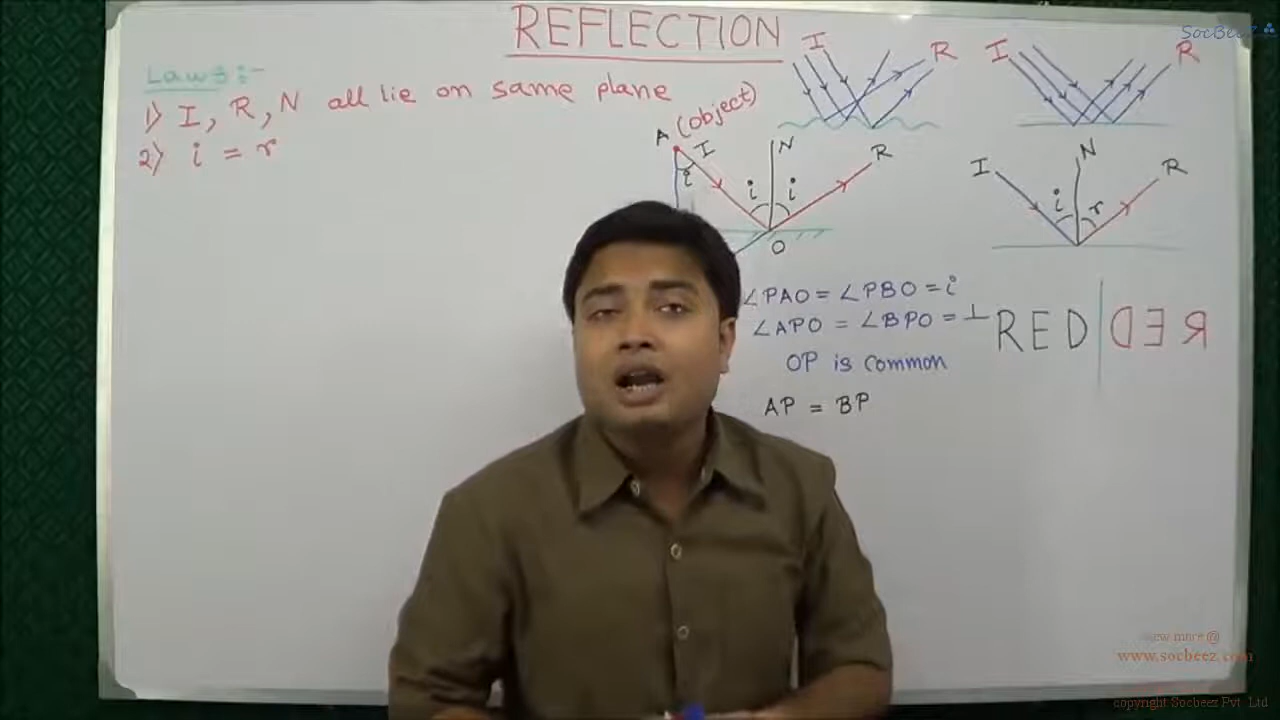 REFLECTION
SocBeeZ
Laws :-
1) I, R, N all lie on same plane
2) i = r
I R
I R
A (object)
I
i
N
i i
R
O
I N R
i r
∠PAO = ∠PBO = i
∠APO = ∠BPO = ⊥
OP is common
AP = BP
RED | ᗡƎЯ
view more @
www.socbeez.com
copyright Socbeez Pvt. Ltd